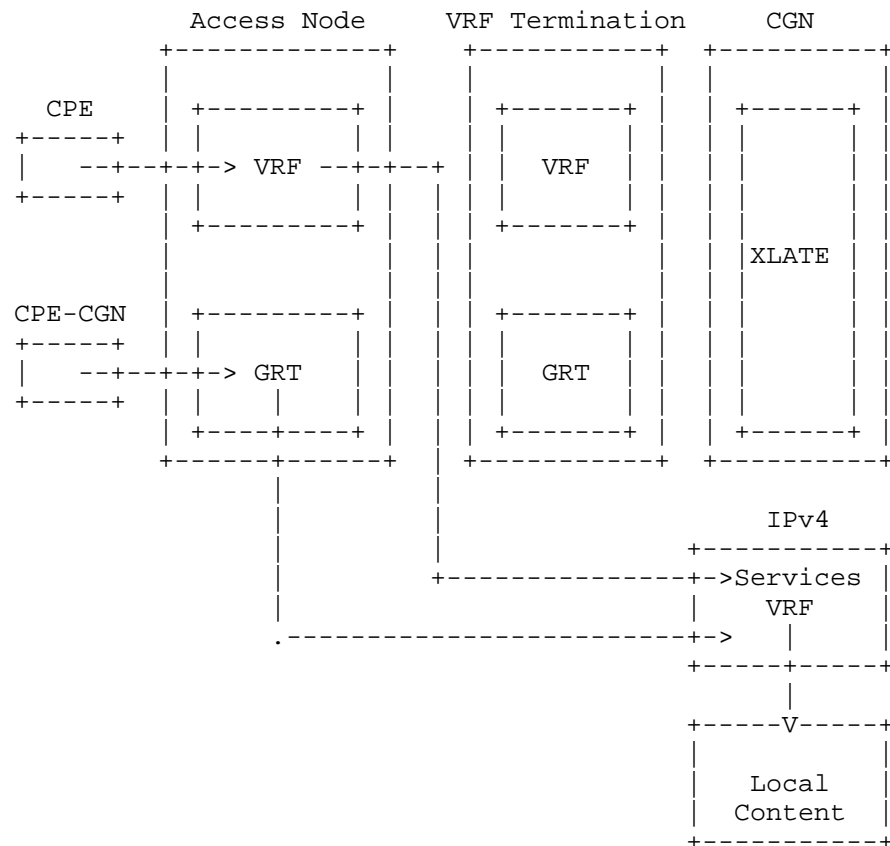 Access Node VRF Termination CGN
CPE
VRF VRF
XLATE
CPE-CGN
GRT GRT
IPv4
Services
VRF
Local
Content